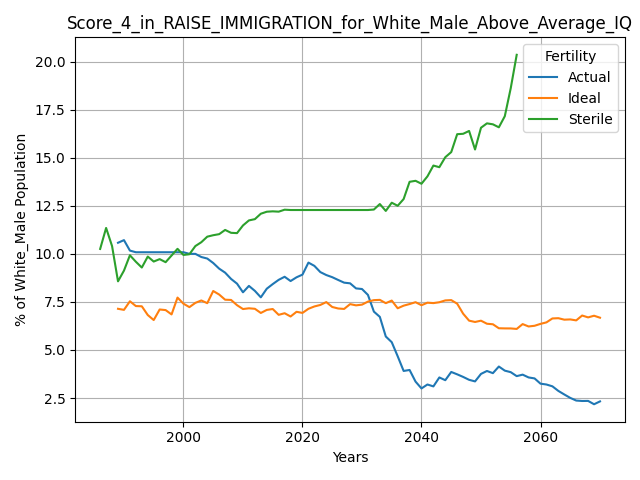 Score_4_in_RAISE_IMMIGRATION_for_White_Male_Above_Average_IQ
Fertility
Actual
Ideal
Sterile
% of White_Male Population
20.0
17.5
15.0
12.5
10.0
7.5
5.0
2.5
2000
2020
2040
2060
Years